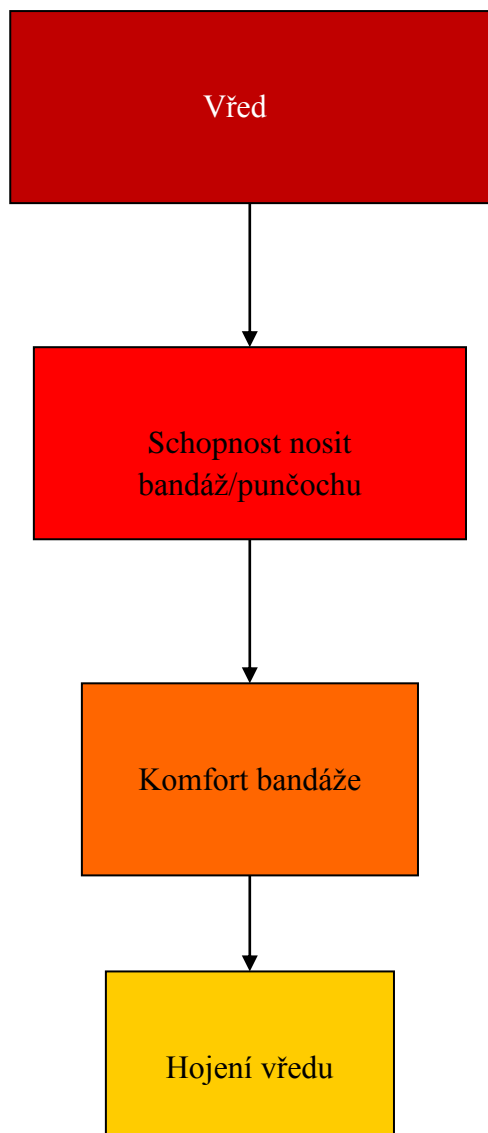 Vřed
Schopnost nosit
bandáž/punčochu
Komfort bandáže
Hojení vředu